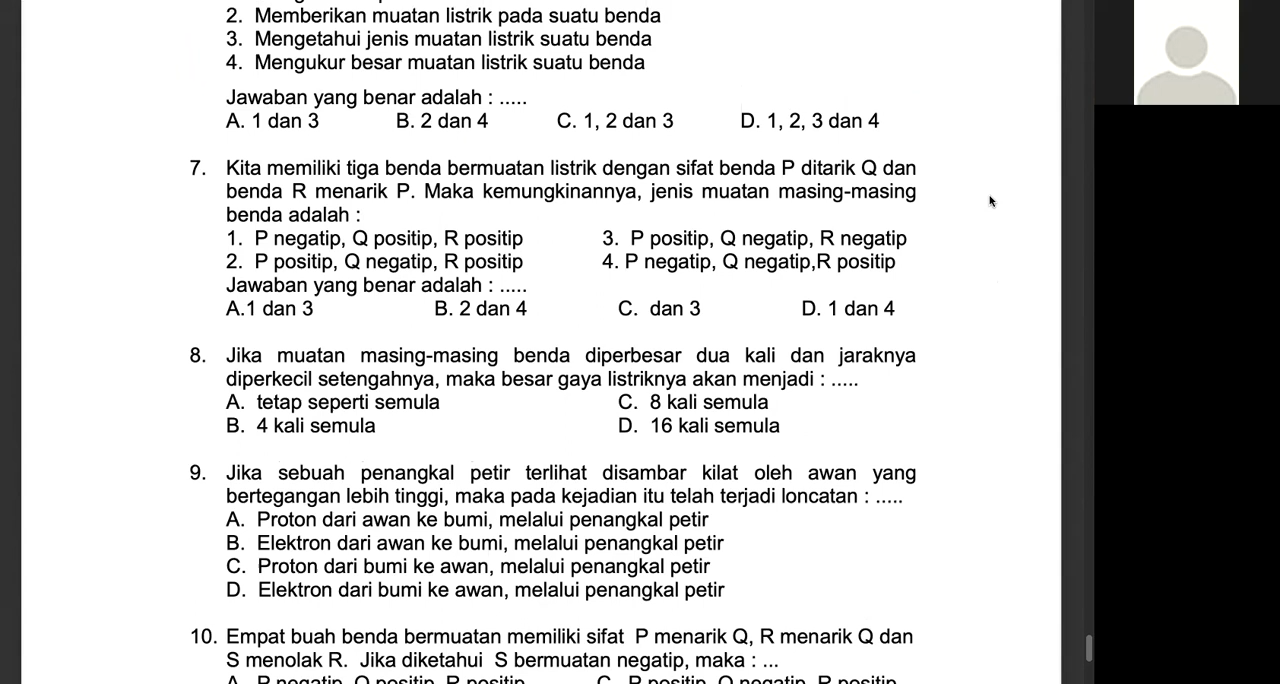 2. Memberikan muatan listrik pada suatu benda
3. Mengetahui jenis muatan listrik suatu benda
4. Mengukur besar muatan listrik suatu benda
Jawaban yang benar adalah : .....
A. 1 dan 3 B. 2 dan 4 C. 1, 2 dan 3 D. 1, 2, 3 dan 4
7. Kita memiliki tiga benda bermuatan listrik dengan sifat benda P ditarik Q dan
benda R menarik P. Maka kemungkinannya, jenis muatan masing-masing
benda adalah :
1. P negatip, Q positip, R positip 3. P positip, Q negatip, R negatip
2. P positip, Q negatip, R positip 4. P negatip, Q negatip,R positip
Jawaban yang benar adalah : .....
A.1 dan 3 B. 2 dan 4 C. dan 3 D. 1 dan 4
8. Jika muatan masing-masing benda diperbesar dua kali dan jaraknya
diperkecil setengahnya, maka besar gaya listriknya akan menjadi : .....
A. tetap seperti semula C. 8 kali semula
B. 4 kali semula D. 16 kali semula
9. Jika sebuah penangkal petir terlihat disambar kilat oleh awan yang
bertegangan lebih tinggi, maka pada kejadian itu telah terjadi loncatan : .....
A. Proton dari awan ke bumi, melalui penangkal petir
B. Elektron dari awan ke bumi, melalui penangkal petir
C. Proton dari bumi ke awan, melalui penangkal petir
D. Elektron dari bumi ke awan, melalui penangkal petir
10. Empat buah benda bermuatan memiliki sifat P menarik Q, R menarik Q dan
S menolak R. Jika diketahui S bermuatan negatip, maka : ...